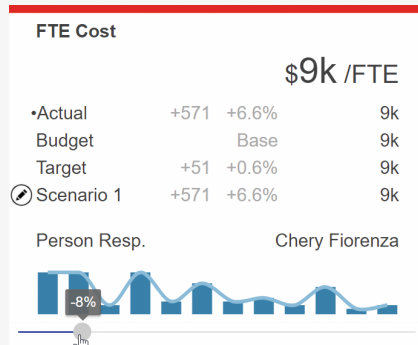 FTE Cost
$9k /FTE
•Actual +571 +6.6% 9k
Budget Base 9k
Target +51 +0.6% 9k
Scenario 1 +571 +6.6% 9k
Person Resp. Chery Fiorenza
-8%